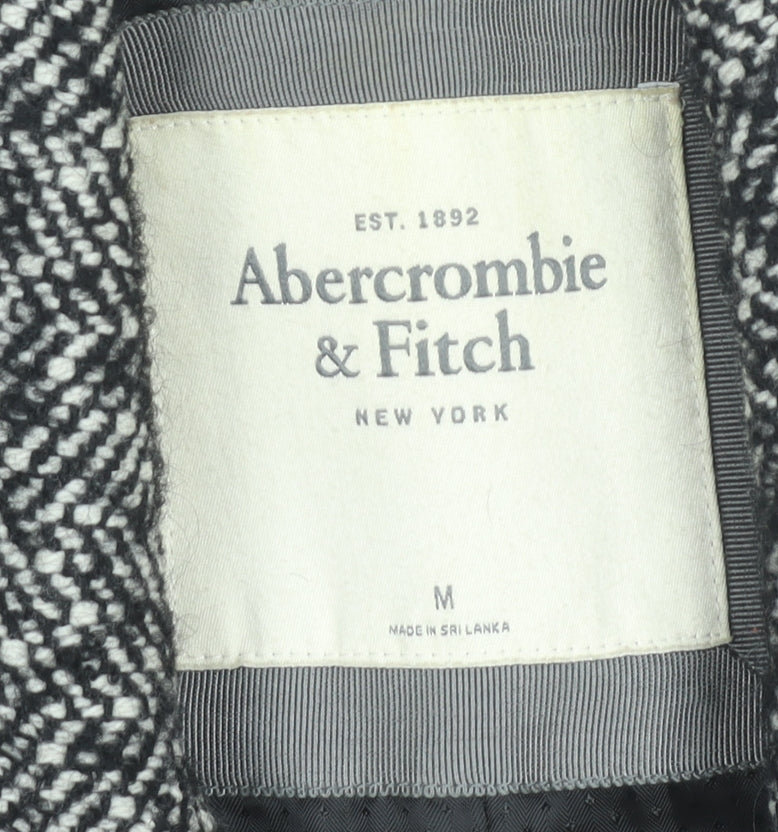 EST. 1892
Abercrombie
& Fitch
NEW YORK
M
MADE IN SRI LANKA